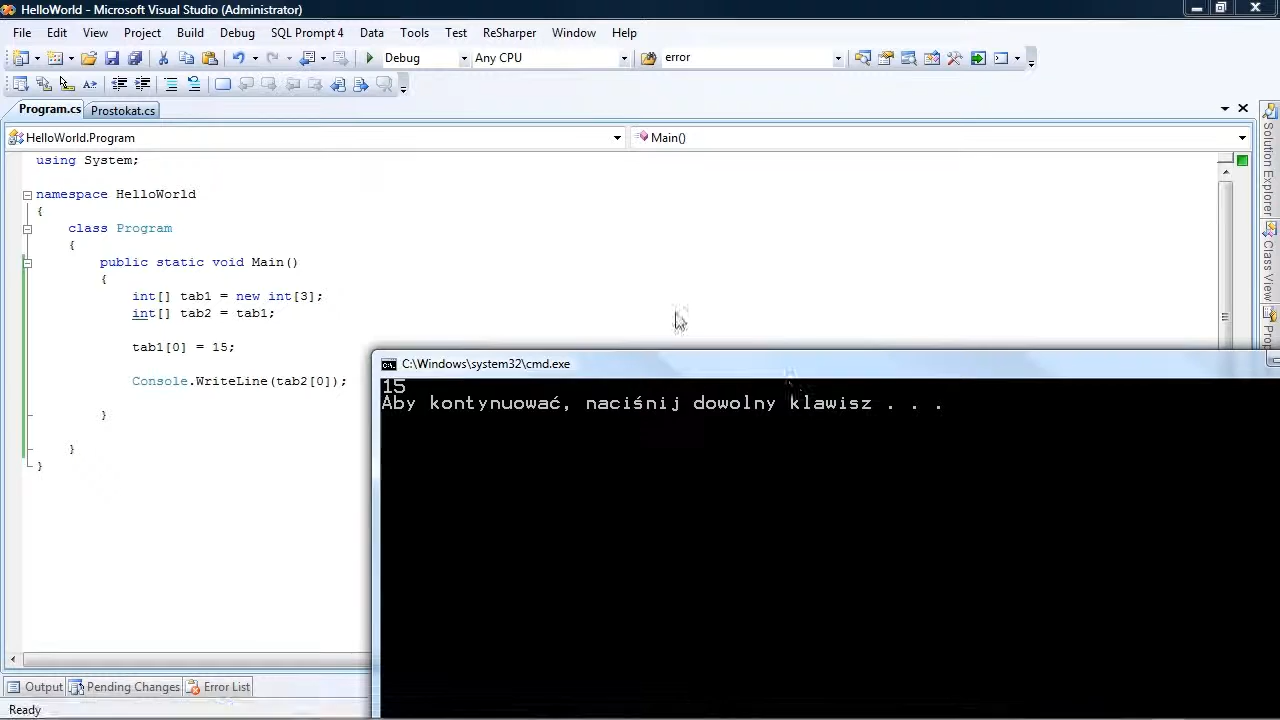 HelloWorld - Microsoft Visual Studio (Administrator)
File Edit View Project Build Debug SQL Prompt 4 Data Tools Test ReSharper Window Help
Debug Any CPU error
Program.cs Prostokat.cs
HelloWorld.Program Main()
using System;
namespace HelloWorld
{
class Program
{
public static void Main()
{
int[] tab1 = new int[3];
int[] tab2 = tab1;
tab1[0] = 15;
Console.WriteLine(tab2[0]);
}
}
}
C:\Windows\system32\cmd.exe
15
Aby kontynuować, naciśnij dowolny klawisz . . .
Solution Explorer
Class View
Output Pending Changes Error List
Ready